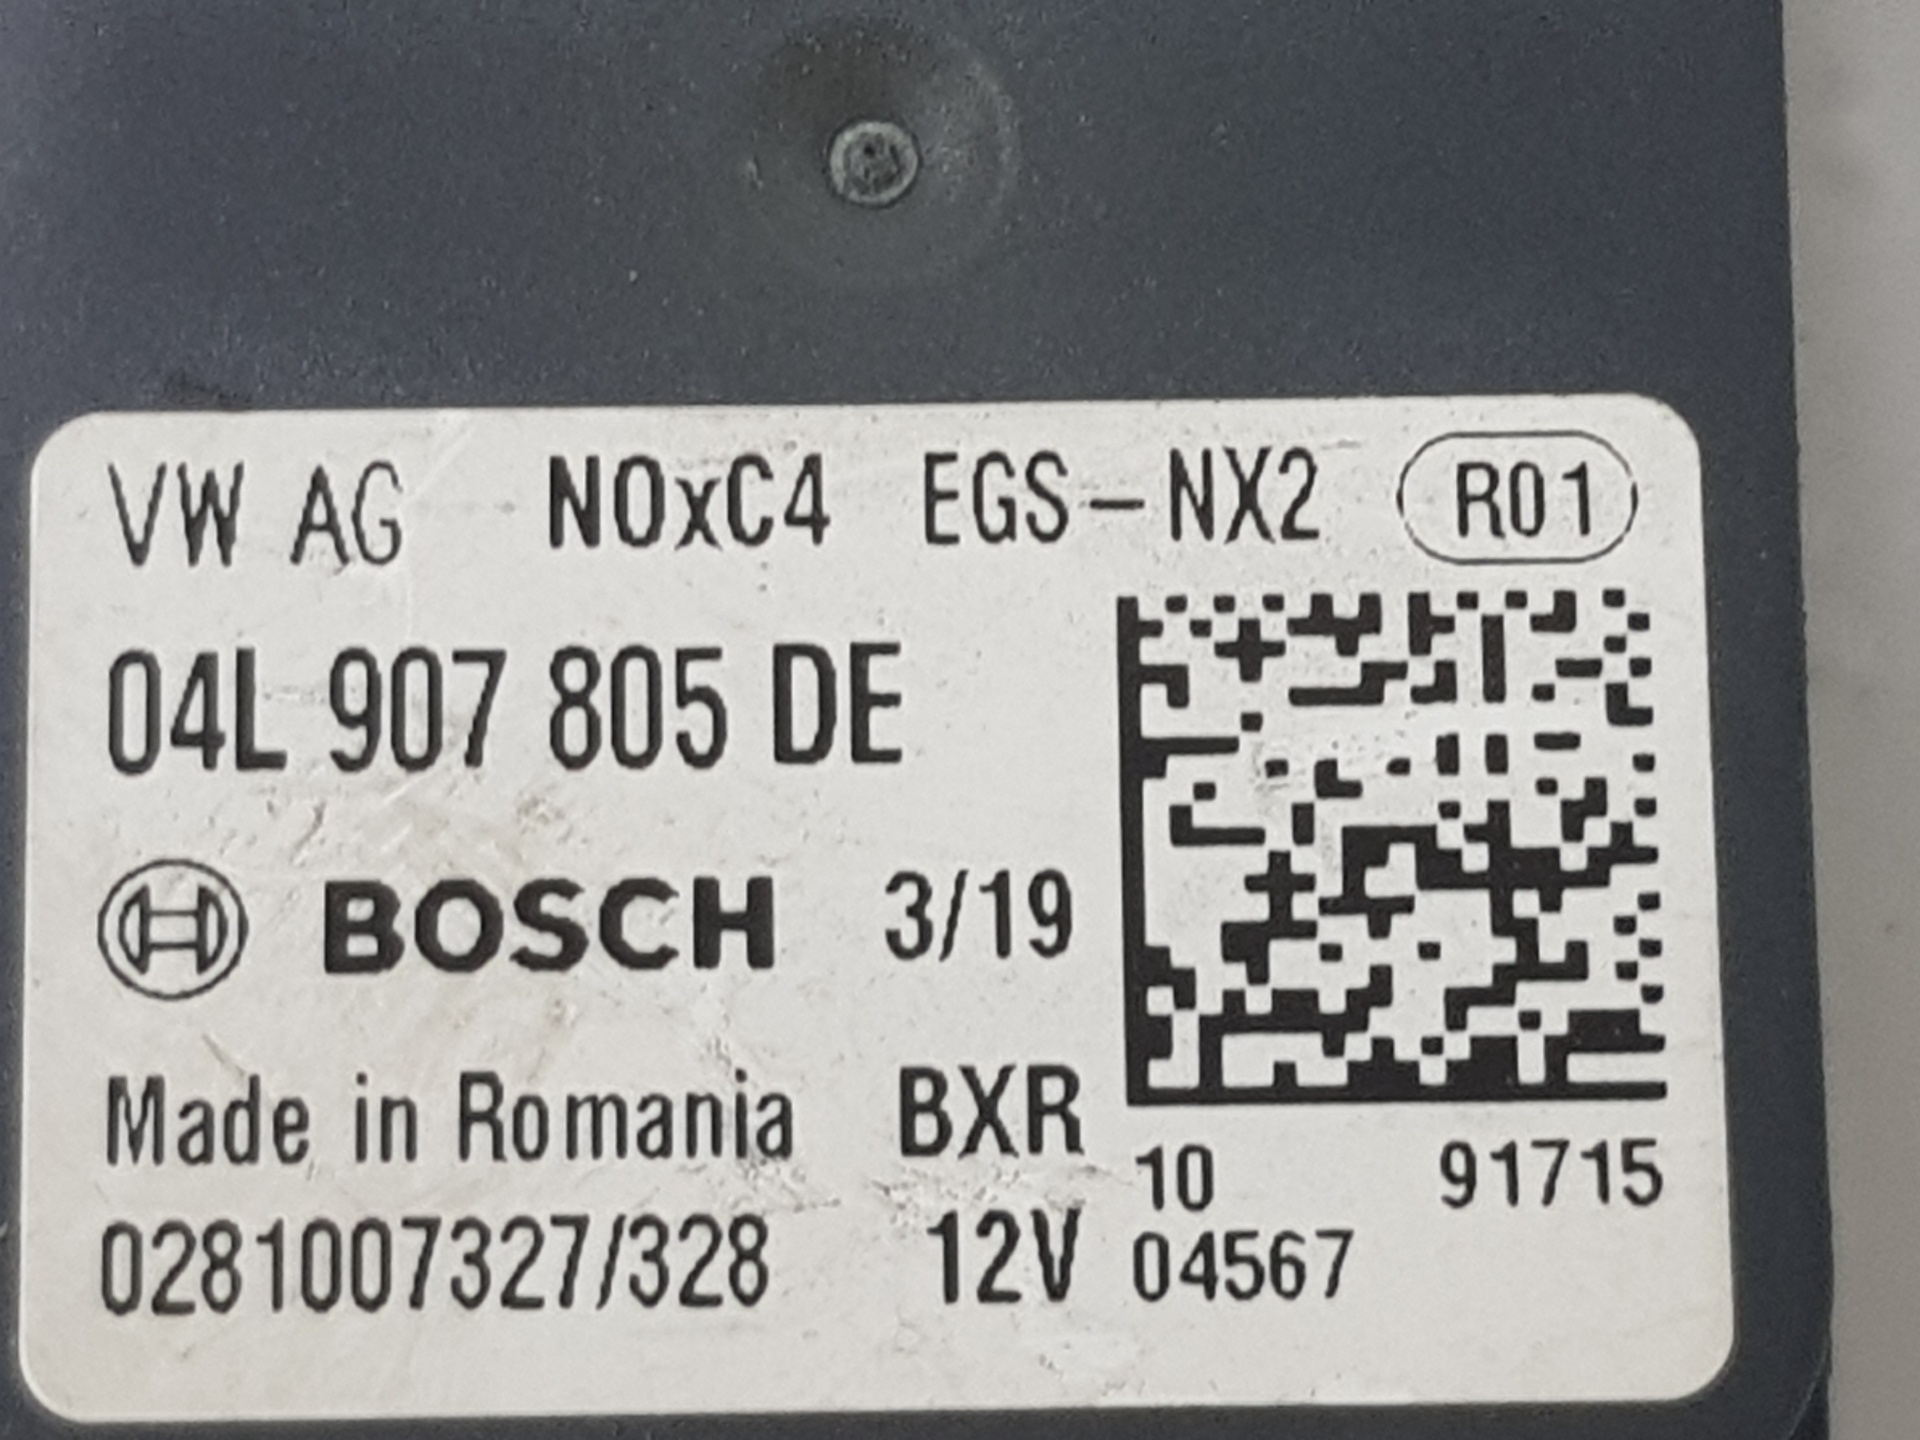 VW AG NOxC4 EGS-NX2 R01
04L 907 805 DE
BOSCH 3/19
Made in Romania BXR
10 91715
0281007327/328 12V 04567